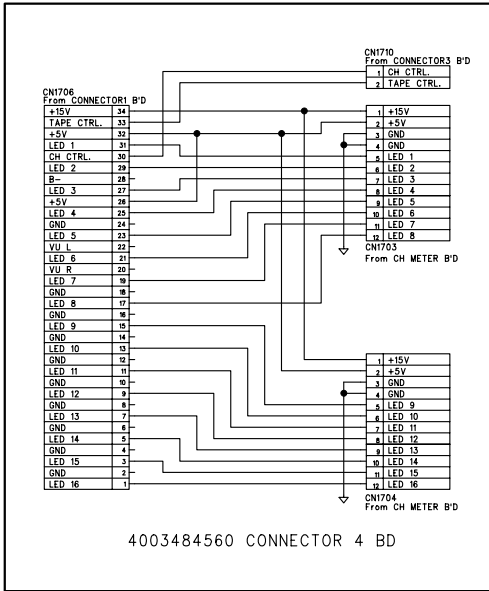 CN1710
From CONNECTOR3 B'D
1 CH CTRL.
2 TAPE CTRL.
CN1706
From CONNECTOR1 B'D
+15V 34
TAPE CTRL. 33
+5V 32
LED 1 31
CH CTRL. 30
LED 2 29
B- 28
LED 3 27
+5V 26
LED 4 25
GND 24
LED 5 23
VU L 22
LED 6 21
VU R 20
LED 7 19
GND 18
LED 8 17
GND 16
LED 9 15
GND 14
LED 10 13
GND 12
LED 11 11
GND 10
LED 12 9
GND 8
LED 13 7
GND 6
LED 14 5
GND 4
LED 15 3
GND 2
LED 16 1
1 +15V
2 +5V
3 GND
4 GND
5 LED 1
6 LED 2
7 LED 3
8 LED 4
9 LED 5
10 LED 6
11 LED 7
12 LED 8
CN1703
From CH METER B'D
1 +15V
2 +5V
3 GND
4 GND
5 LED 9
6 LED 10
7 LED 11
8 LED 12
9 LED 13
10 LED 14
11 LED 15
12 LED 16
CN1704
From CH METER B'D
4003484560 CONNECTOR 4 BD